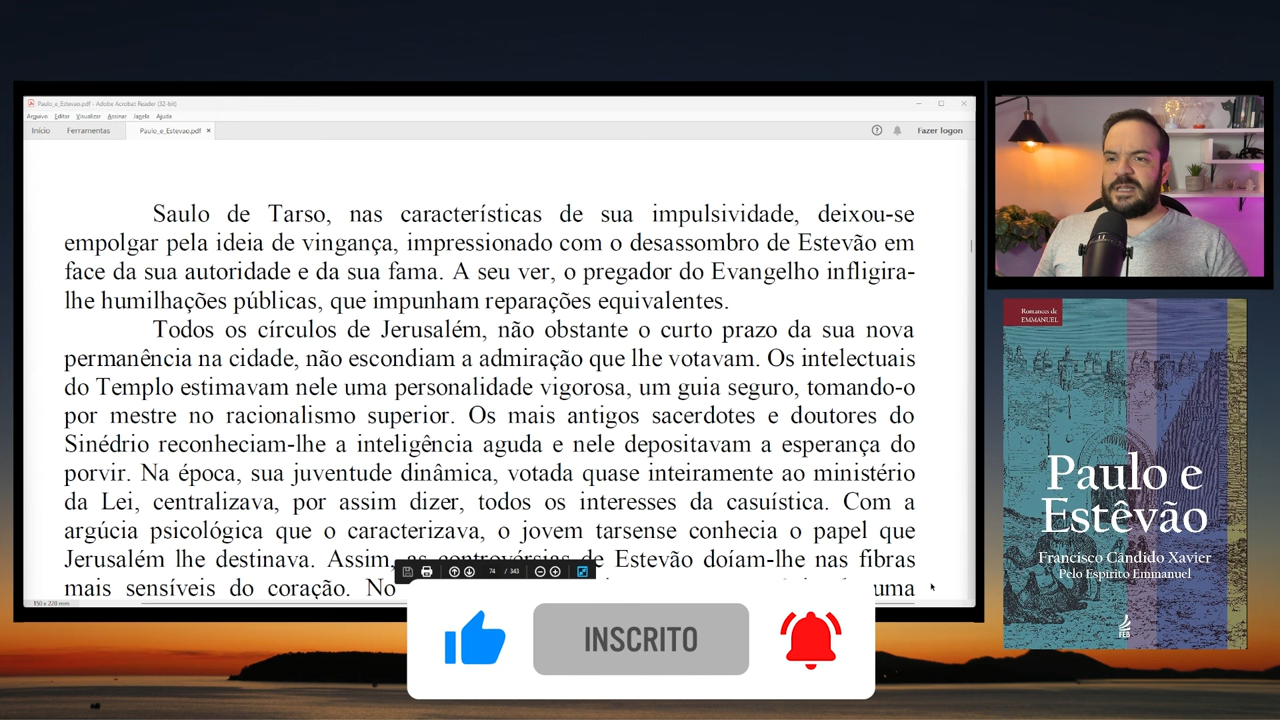 Paulo_e_Estevao.pdf - Adobe Acrobat Reader (32-bit)
Arquivo Editar Visualizar Assinar Janela Ajuda
Início Ferramentas Paulo_e_Estevao.pdf × Fazer logon
Saulo de Tarso, nas características de sua impulsividade, deixou-se
empolgar pela ideia de vingança, impressionado com o desassombro de Estevão em
face da sua autoridade e da sua fama. A seu ver, o pregador do Evangelho infligira-
lhe humilhações públicas, que impunham reparações equivalentes.
Todos os círculos de Jerusalém, não obstante o curto prazo da sua nova
permanência na cidade, não escondiam a admiração que lhe votavam. Os intelectuais
do Templo estimavam nele uma personalidade vigorosa, um guia seguro, tomando-o
por mestre no racionalismo superior. Os mais antigos sacerdotes e doutores do
Sinédrio reconheciam-lhe a inteligência aguda e nele depositavam a esperança do
porvir. Na época, sua juventude dinâmica, votada quase inteiramente ao ministério
da Lei, centralizava, por assim dizer, todos os interesses da casuística. Com a
argúcia psicológica que o caracterizava, o jovem tarsense conhecia o papel que
Jerusalém lhe destinava. Assim, as controvérsias de Estevão doíam-lhe nas fibras
mais sensíveis do coração. No uma
74 / 343
150 x 220 mm
INSCRITO
Romances de
EMMANUEL
Paulo e
Estêvão
Francisco Cândido Xavier
Pelo Espírito Emmanuel
FEB